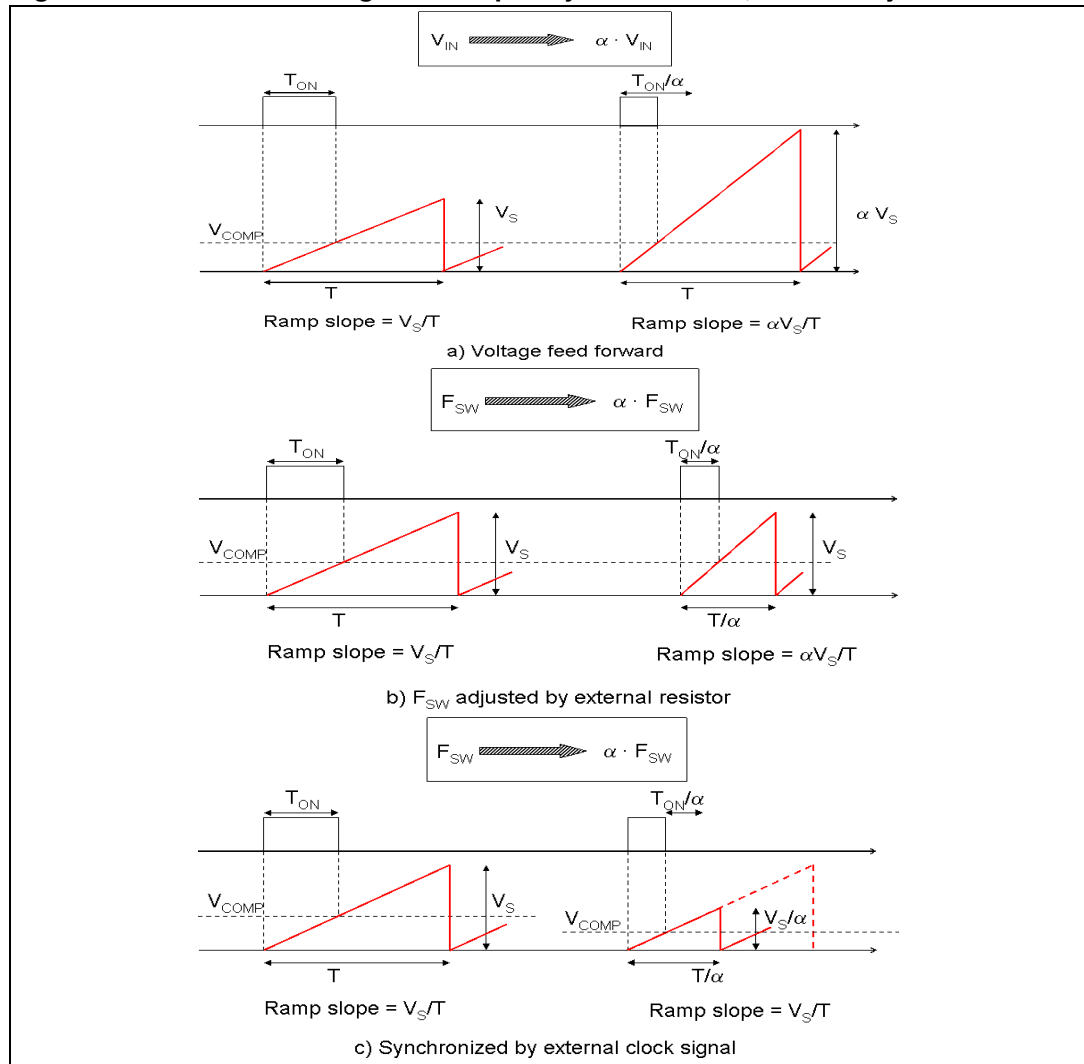 V_IN α · V_IN
T_ON T_ON/α
V_COMP V_S α V_S
T T
Ramp slope = V_S/T Ramp slope = αV_S/T
a) Voltage feed forward
F_SW α · F_SW
T_ON T_ON/α
V_COMP V_S V_S
T T/α
Ramp slope = V_S/T Ramp slope = αV_S/T
b) F_SW adjusted by external resistor
F_SW α · F_SW
T_ON T_ON/α
V_COMP V_S V_COMP V_S/α
T T/α
Ramp slope = V_S/T Ramp slope = V_S/T
c) Synchronized by external clock signal